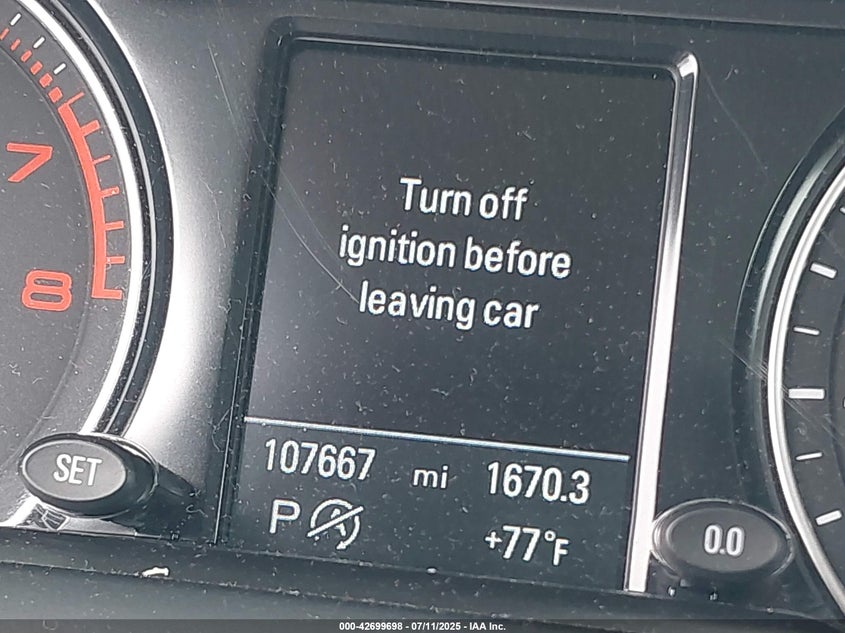 7
8
Turn off
ignition before
leaving car
107667 mi 1670.3
P A +77°F
SET
0.0
000-42699698 - 07/11/2025 - IAA Inc.